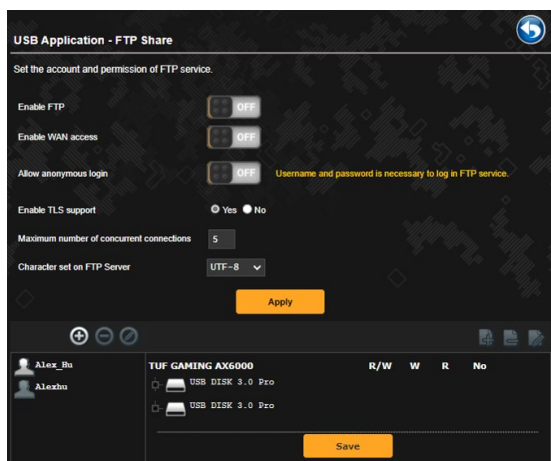 USB Application - FTP Share
Set the account and permission of FTP service.
Enable FTP OFF
Enable WAN access OFF
Allow anonymous login OFF Username and password is necessary to log in FTP service.
Enable TLS support Yes No
Maximum number of concurrent connections 5
Character set on FTP Server UTF-8
Apply
Alex_Hu
Alexhu
TUF GAMING AX6000 R/W W R No
USB DISK 3.0 Pro
USB DISK 3.0 Pro
Save